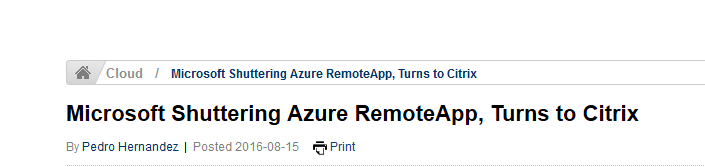 Cloud / Microsoft Shuttering Azure RemoteApp, Turns to Citrix
Microsoft Shuttering Azure RemoteApp, Turns to Citrix
By Pedro Hernandez | Posted 2016-08-15 Print